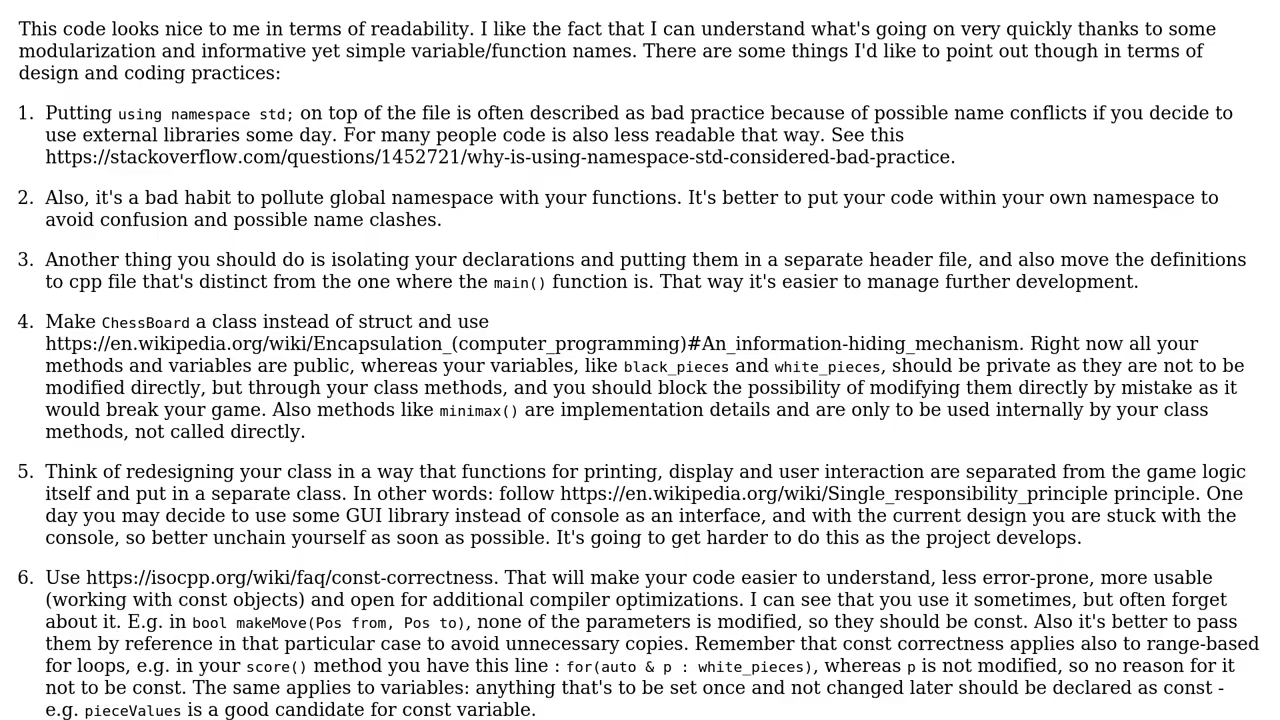 This code looks nice to me in terms of readability. I like the fact that I can understand what's going on very quickly thanks to some
modularization and informative yet simple variable/function names. There are some things I'd like to point out though in terms of
design and coding practices:
1. Putting using namespace std; on top of the file is often described as bad practice because of possible name conflicts if you decide to
use external libraries some day. For many people code is also less readable that way. See this
https://stackoverflow.com/questions/1452721/why-is-using-namespace-std-considered-bad-practice.
2. Also, it's a bad habit to pollute global namespace with your functions. It's better to put your code within your own namespace to
avoid confusion and possible name clashes.
3. Another thing you should do is isolating your declarations and putting them in a separate header file, and also move the definitions
to cpp file that's distinct from the one where the main() function is. That way it's easier to manage further development.
4. Make ChessBoard a class instead of struct and use
https://en.wikipedia.org/wiki/Encapsulation_(computer_programming)#An_information-hiding_mechanism. Right now all your
methods and variables are public, whereas your variables, like black_pieces and white_pieces, should be private as they are not to be
modified directly, but through your class methods, and you should block the possibility of modifying them directly by mistake as it
would break your game. Also methods like minimax() are implementation details and are only to be used internally by your class
methods, not called directly.
5. Think of redesigning your class in a way that functions for printing, display and user interaction are separated from the game logic
itself and put in a separate class. In other words: follow https://en.wikipedia.org/wiki/Single_responsibility_principle principle. One
day you may decide to use some GUI library instead of console as an interface, and with the current design you are stuck with the
console, so better unchain yourself as soon as possible. It's going to get harder to do this as the project develops.
6. Use https://isocpp.org/wiki/faq/const-correctness. That will make your code easier to understand, less error-prone, more usable
(working with const objects) and open for additional compiler optimizations. I can see that you use it sometimes, but often forget
about it. E.g. in bool makeMove(Pos from, Pos to), none of the parameters is modified, so they should be const. Also it's better to pass
them by reference in that particular case to avoid unnecessary copies. Remember that const correctness applies also to range-based
for loops, e.g. in your score() method you have this line : for(auto & p : white_pieces), whereas p is not modified, so no reason for it
not to be const. The same applies to variables: anything that's to be set once and not changed later should be declared as const -
e.g. pieceValues is a good candidate for const variable.